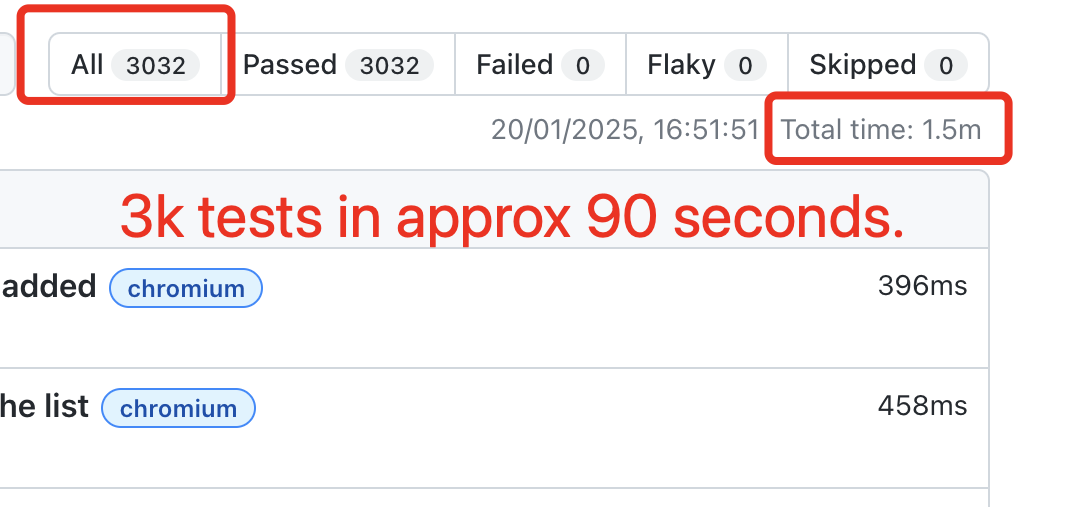 All 3032 Passed 3032 Failed 0 Flaky 0 Skipped 0
20/01/2025, 16:51:51 Total time: 1.5m
3k tests in approx 90 seconds.
added chromium 396ms
he list chromium 458ms